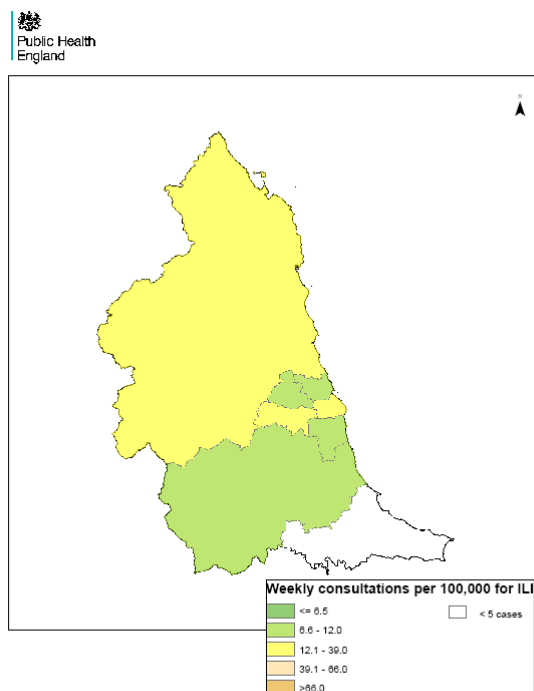 Public Health
England
N
Weekly consultations per 100,000 for ILI
<= 6.5
< 5 cases
6.6 - 12.0
12.1 - 39.0
39.1 - 66.0
>66.0